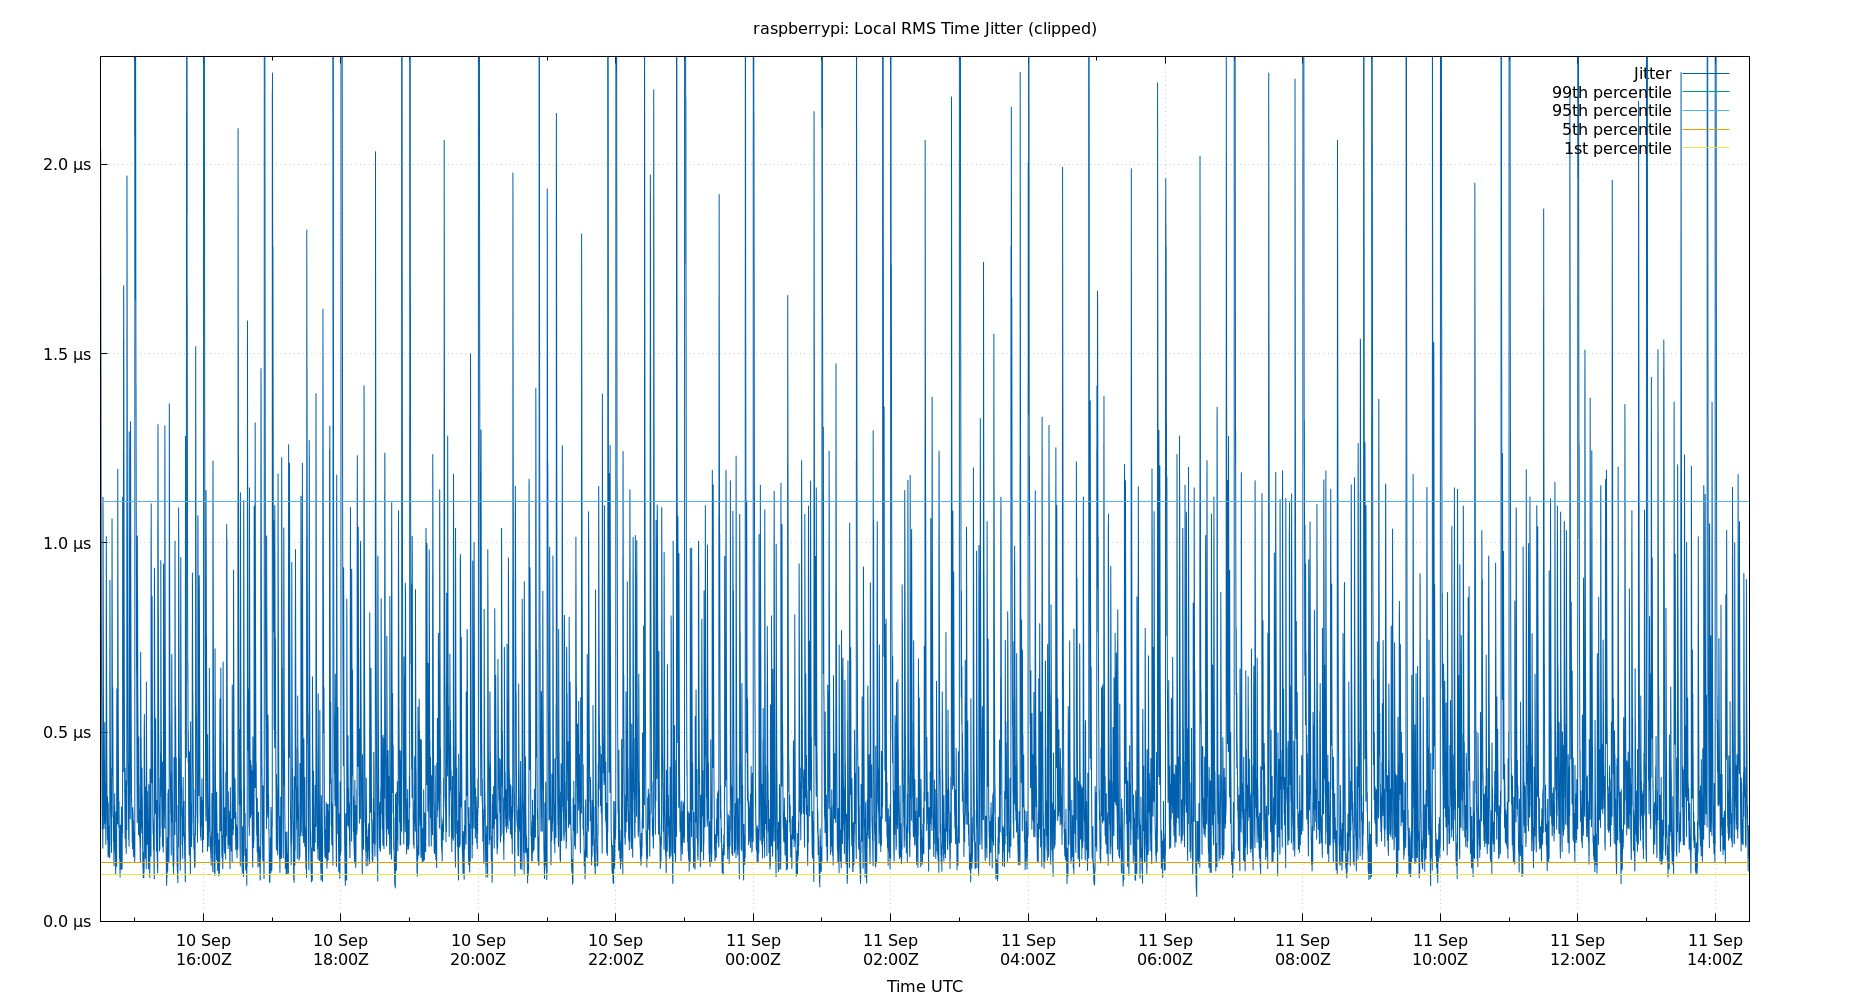 raspberrypi: Local RMS Time Jitter (clipped)
Jitter
99th percentile
95th percentile
5th percentile
1st percentile
2.0 µs
1.5 µs
1.0 µs
0.5 µs
0.0 µs
10 Sep 10 Sep 10 Sep 10 Sep 11 Sep 11 Sep 11 Sep 11 Sep 11 Sep 11 Sep 11 Sep 11 Sep
16:00Z 18:00Z 20:00Z 22:00Z 00:00Z 02:00Z 04:00Z 06:00Z 08:00Z 10:00Z 12:00Z 14:00Z
Time UTC